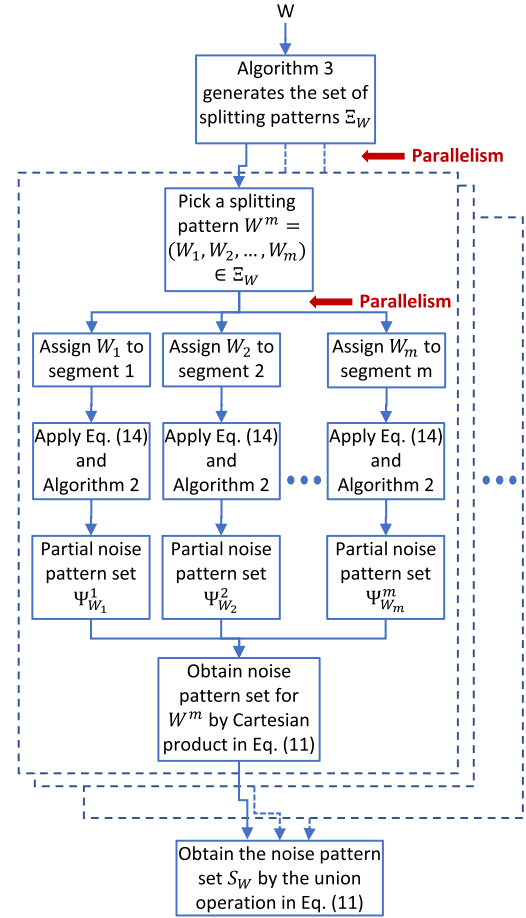 W
Algorithm 3
generates the set of
splitting patterns Ξ_W
Parallelism
Pick a splitting
pattern W^m =
(W_1, W_2, ... , W_m)
∈ Ξ_W
Parallelism
Assign W_1 to
segment 1
Assign W_2 to
segment 2
Assign W_m to
segment m
Apply Eq. (14)
and
Algorithm 2
Apply Eq. (14)
and
Algorithm 2
Apply Eq. (14)
and
Algorithm 2
Partial noise
pattern set
Ψ^1_{W_1}
Partial noise
pattern set
Ψ^2_{W_2}
Partial noise
pattern set
Ψ^m_{W_m}
Obtain noise
pattern set for
W^m by Cartesian
product in Eq. (11)
Obtain the noise pattern
set S_W by the union
operation in Eq. (11)